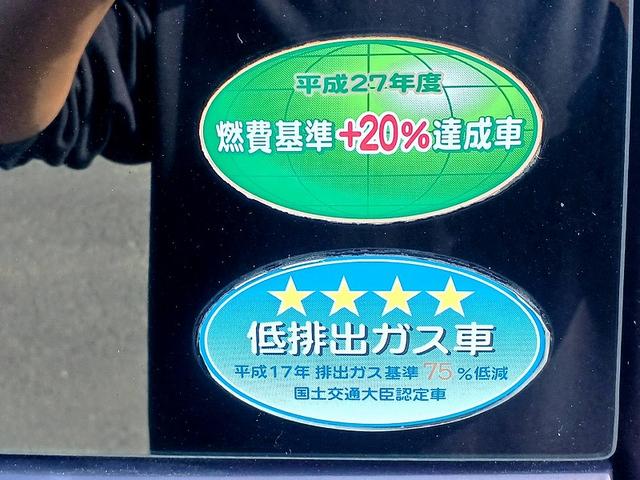 平成27年度
燃費基準+20%達成車
低排出ガス車
平成17年 排出ガス基準 75 %低減
国土交通大臣認定車